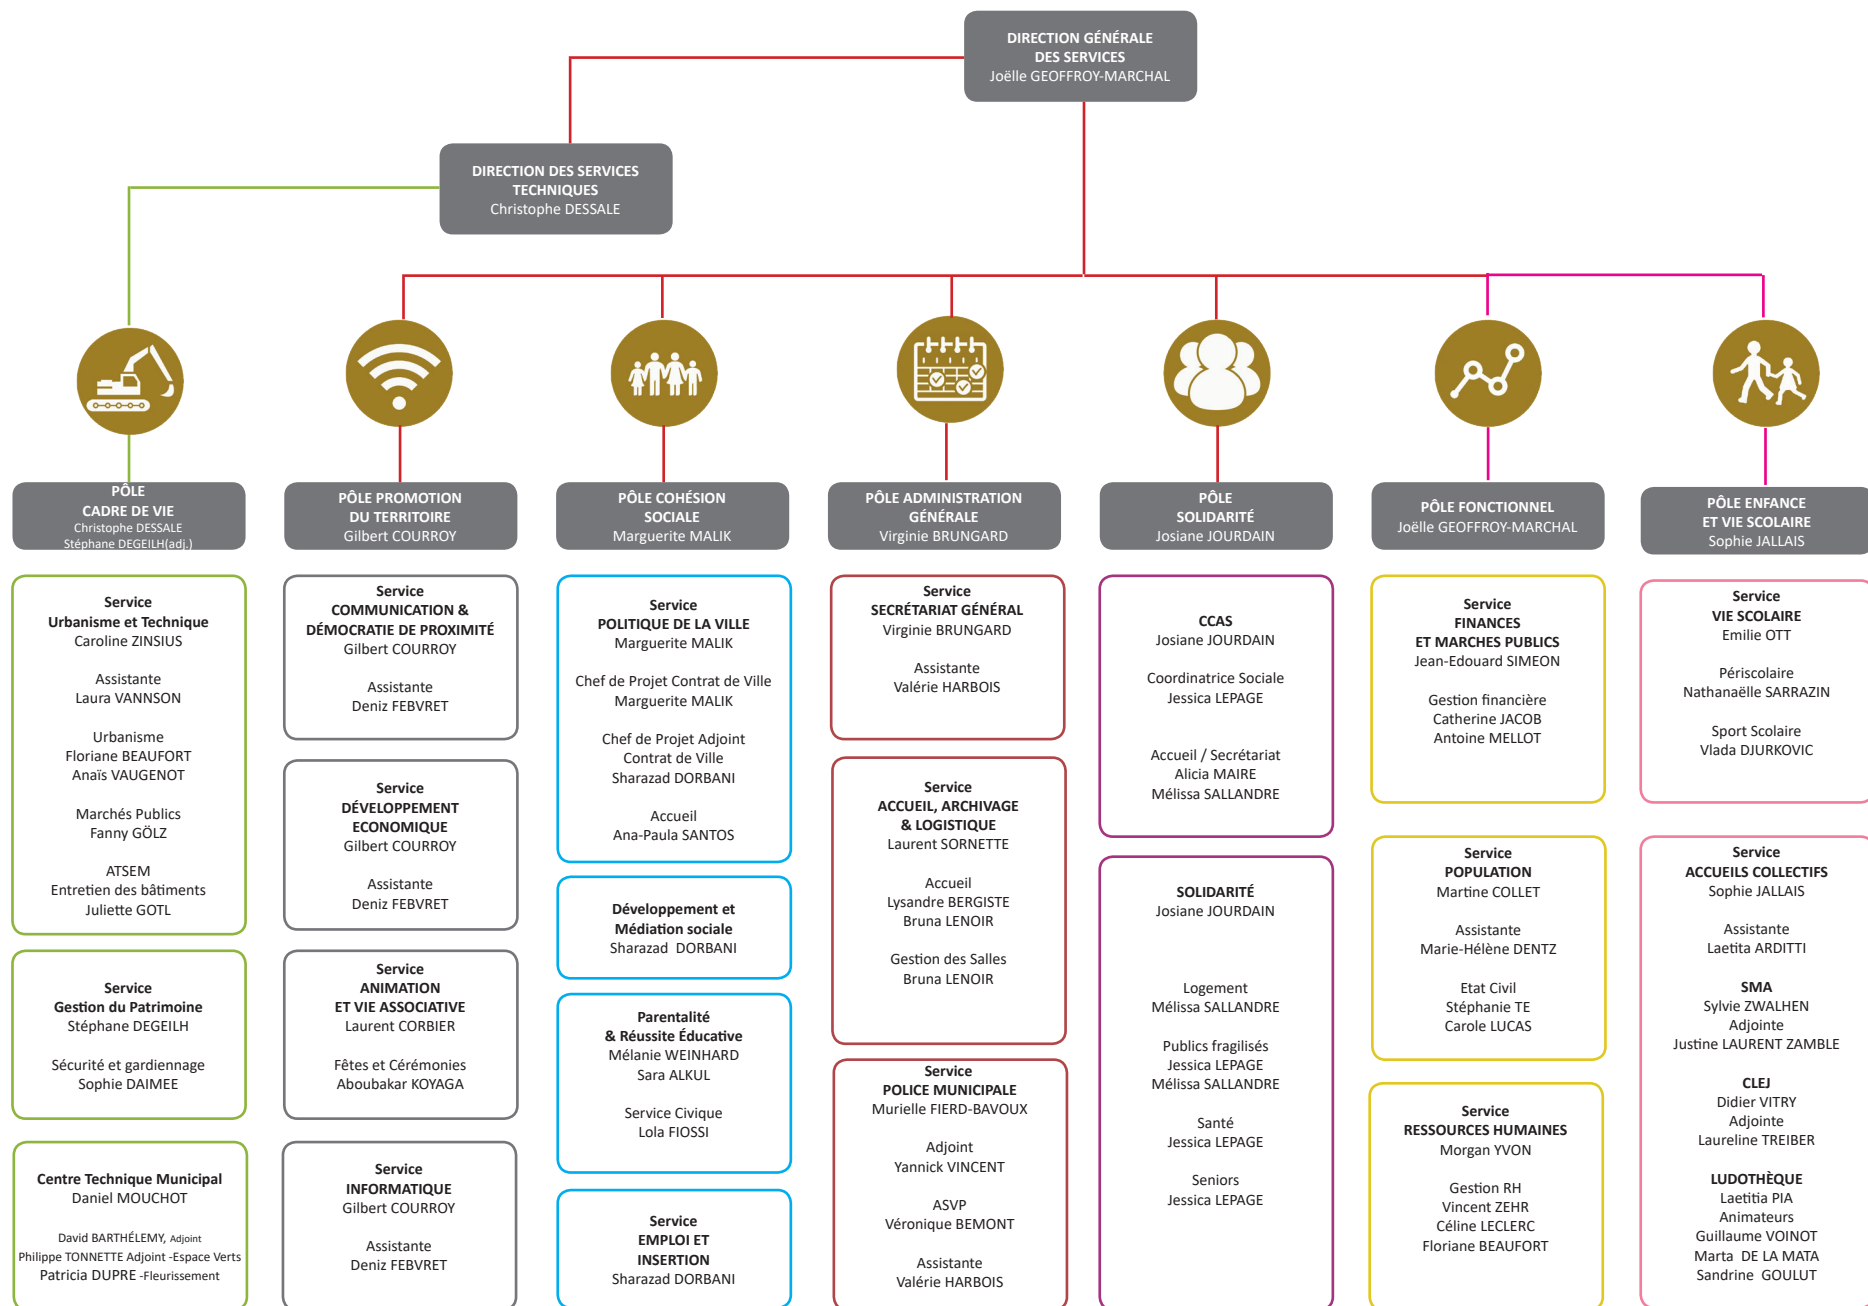 DIRECTION GÉNÉRALE
DES SERVICES
Joëlle GEOFFROY-MARCHAL
DIRECTION DES SERVICES
TECHNIQUES
Christophe DESSALE
PÔLE
CADRE DE VIE
Christophe DESSALE
Stéphane DEGEILH(adj.)
Service
Urbanisme et Technique
Caroline ZINSIUS
Assistante
Laura VANNSON
Urbanisme
Floriane BEAUFORT
Anaïs VAUGENOT
Marchés Publics
Fanny GÖLZ
ATSEM
Entretien des bâtiments
Juliette GOTL
Service
Gestion du Patrimoine
Stéphane DEGEILH
Sécurité et gardiennage
Sophie DAIMEE
Centre Technique Municipal
Daniel MOUCHOT
David BARTHÉLEMY, Adjoint
Philippe TONNETTE Adjoint -Espace Verts
Patricia DUPRE -Fleurissement
PÔLE PROMOTION
DU TERRITOIRE
Gilbert COURROY
Service
COMMUNICATION &
DÉMOCRATIE DE PROXIMITÉ
Gilbert COURROY
Assistante
Deniz FEBVRET
Service
DÉVELOPPEMENT
ECONOMIQUE
Gilbert COURROY
Assistante
Deniz FEBVRET
Service
ANIMATION
ET VIE ASSOCIATIVE
Laurent CORBIER
Fêtes et Cérémonies
Aboubakar KOYAGA
Service
INFORMATIQUE
Gilbert COURROY
Assistante
Deniz FEBVRET
PÔLE COHÉSION
SOCIALE
Marguerite MALIK
Service
POLITIQUE DE LA VILLE
Marguerite MALIK
Chef de Projet Contrat de Ville
Marguerite MALIK
Chef de Projet Adjoint
Contrat de Ville
Sharazad DORBANI
Accueil
Ana-Paula SANTOS
Développement et
Médiation sociale
Sharazad DORBANI
Parentalité
& Réussite Éducative
Mélanie WEINHARD
Sara ALKUL
Service Civique
Lola FIOSSI
Service
EMPLOI ET
INSERTION
Sharazad DORBANI
PÔLE ADMINISTRATION
GÉNÉRALE
Virginie BRUNGARD
Service
SECRÉTARIAT GÉNÉRAL
Virginie BRUNGARD
Assistante
Valérie HARBOIS
Service
ACCUEIL, ARCHIVAGE
& LOGISTIQUE
Laurent SORNETTE
Accueil
Lysandre BERGISTE
Bruna LENOIR
Gestion des Salles
Bruna LENOIR
Service
POLICE MUNICIPALE
Murielle FIERD-BAVOUX
Adjoint
Yannick VINCENT
ASVP
Véronique BEMONT
Assistante
Valérie HARBOIS
PÔLE
SOLIDARITÉ
Josiane JOURDAIN
CCAS
Josiane JOURDAIN
Coordinatrice Sociale
Jessica LEPAGE
Accueil / Secrétariat
Alicia MAIRE
Mélissa SALLANDRE
SOLIDARITÉ
Josiane JOURDAIN
Logement
Mélissa SALLANDRE
Publics fragilisés
Jessica LEPAGE
Mélissa SALLANDRE
Santé
Jessica LEPAGE
Seniors
Jessica LEPAGE
PÔLE FONCTIONNEL
Joëlle GEOFFROY-MARCHAL
Service
FINANCES
ET MARCHES PUBLICS
Jean-Edouard SIMEON
Gestion financière
Catherine JACOB
Antoine MELLOT
Service
POPULATION
Martine COLLET
Assistante
Marie-Hélène DENTZ
Etat Civil
Stéphanie TE
Carole LUCAS
Service
RESSOURCES HUMAINES
Morgan YVON
Gestion RH
Vincent ZEHR
Céline LECLERC
Floriane BEAUFORT
PÔLE ENFANCE
ET VIE SCOLAIRE
Sophie JALLAIS
Service
VIE SCOLAIRE
Emilie OTT
Périscolaire
Nathanaëlle SARRAZIN
Sport Scolaire
Vlada DJURKOVIC
Service
ACCUEILS COLLECTIFS
Sophie JALLAIS
Assistante
Laetita ARDITTI
SMA
Sylvie ZWALHEN
Adjointe
Justine LAURENT ZAMBLE
CLEJ
Didier VITRY
Adjointe
Laureline TREIBER
LUDOTHÈQUE
Laetitia PIA
Animateurs
Guillaume VOINOT
Marta DE LA MATA
Sandrine GOULUT